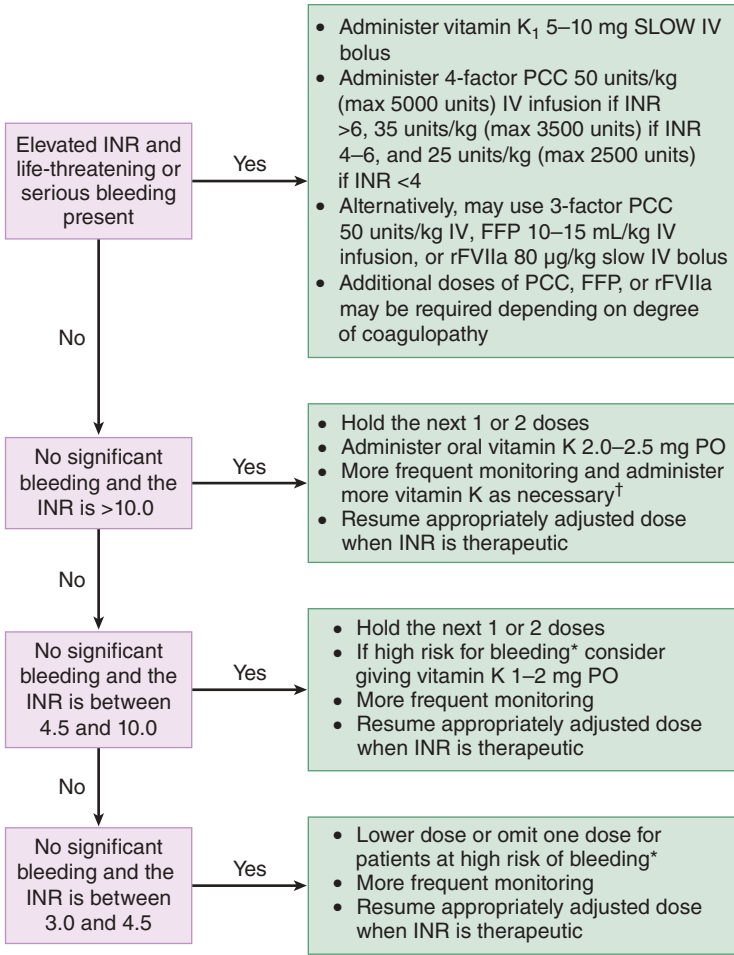 Elevated INR and
life-threatening or
serious bleeding
present
Yes
• Administer vitamin K₁ 5–10 mg SLOW IV
bolus
• Administer 4-factor PCC 50 units/kg
(max 5000 units) IV infusion if INR
>6, 35 units/kg (max 3500 units) if INR
4–6, and 25 units/kg (max 2500 units)
if INR <4
• Alternatively, may use 3-factor PCC
50 units/kg IV, FFP 10–15 mL/kg IV
infusion, or rFVIIa 80 µg/kg slow IV bolus
• Additional doses of PCC, FFP, or rFVIIa
may be required depending on degree
of coagulopathy
No
No significant
bleeding and the
INR is >10.0
Yes
• Hold the next 1 or 2 doses
• Administer oral vitamin K 2.0–2.5 mg PO
• More frequent monitoring and administer
more vitamin K as necessary†
• Resume appropriately adjusted dose
when INR is therapeutic
No
No significant
bleeding and the
INR is between
4.5 and 10.0
Yes
• Hold the next 1 or 2 doses
• If high risk for bleeding* consider
giving vitamin K 1–2 mg PO
• More frequent monitoring
• Resume appropriately adjusted dose
when INR is therapeutic
No
No significant
bleeding and the
INR is between
3.0 and 4.5
Yes
• Lower dose or omit one dose for
patients at high risk of bleeding*
• More frequent monitoring
• Resume appropriately adjusted dose
when INR is therapeutic